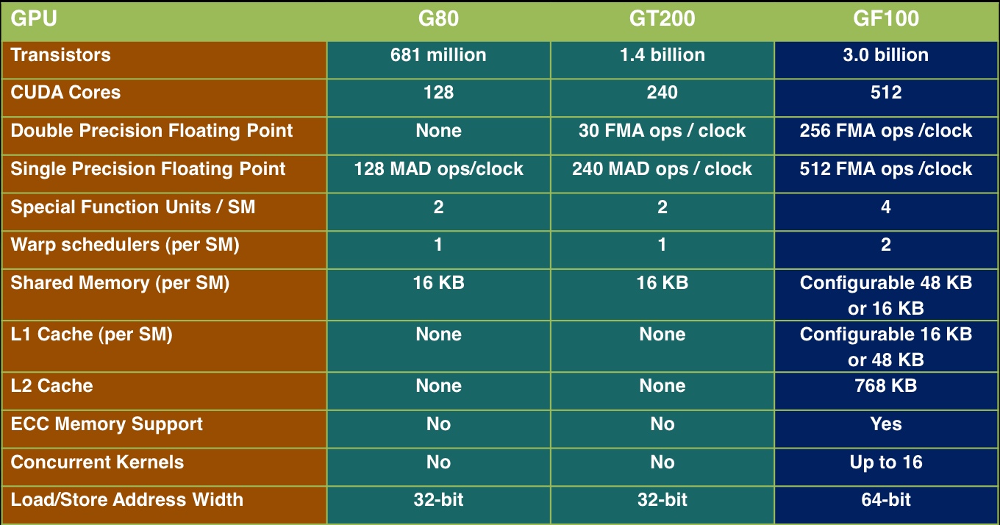 GPU G80 GT200 GF100
Transistors 681 million 1.4 billion 3.0 billion
CUDA Cores 128 240 512
Double Precision Floating Point None 30 FMA ops / clock 256 FMA ops /clock
Single Precision Floating Point 128 MAD ops/clock 240 MAD ops / clock 512 FMA ops /clock
Special Function Units / SM 2 2 4
Warp schedulers (per SM) 1 1 2
Shared Memory (per SM) 16 KB 16 KB Configurable 48 KB
or 16 KB
L1 Cache (per SM) None None Configurable 16 KB
or 48 KB
L2 Cache None None 768 KB
ECC Memory Support No No Yes
Concurrent Kernels No No Up to 16
Load/Store Address Width 32-bit 32-bit 64-bit